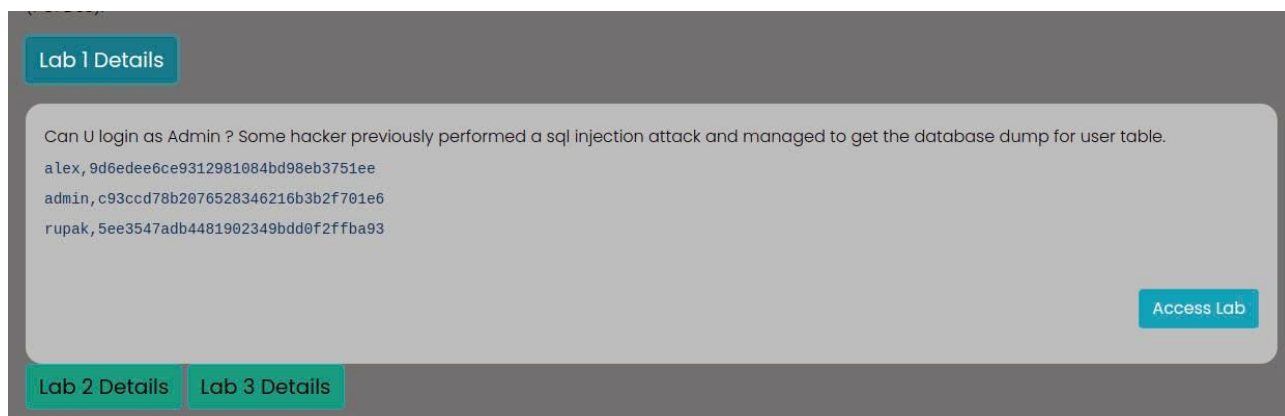 Lab 1 Details
Can U login as Admin ? Some hacker previously performed a sql injection attack and managed to get the database dump for user table.
alex,9d6edee6ce9312981084bd98eb3751ee
admin,c93ccd78b2076528346216b3b2f701e6
rupak,5ee3547adb4481902349bdd0f2ffba93
Access Lab
Lab 2 Details Lab 3 Details